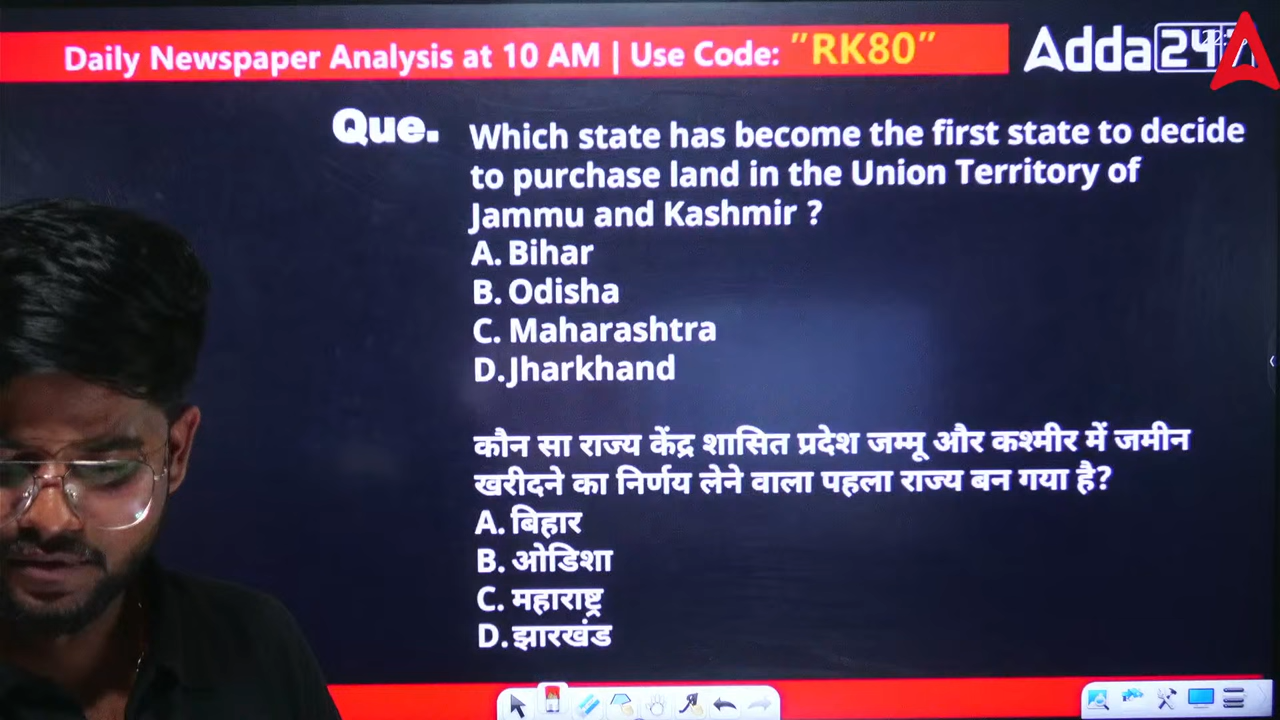 Daily Newspaper Analysis at 10 AM | Use Code: "RK80"
Adda247
Que. Which state has become the first state to decide
to purchase land in the Union Territory of
Jammu and Kashmir ?
A. Bihar
B. Odisha
C. Maharashtra
D.Jharkhand
कौन सा राज्य केंद्र शासित प्रदेश जम्मू और कश्मीर में जमीन
खरीदने का निर्णय लेने वाला पहला राज्य बन गया है?
A. बिहार
B. ओडिशा
C. महाराष्ट्र
D. झारखंड